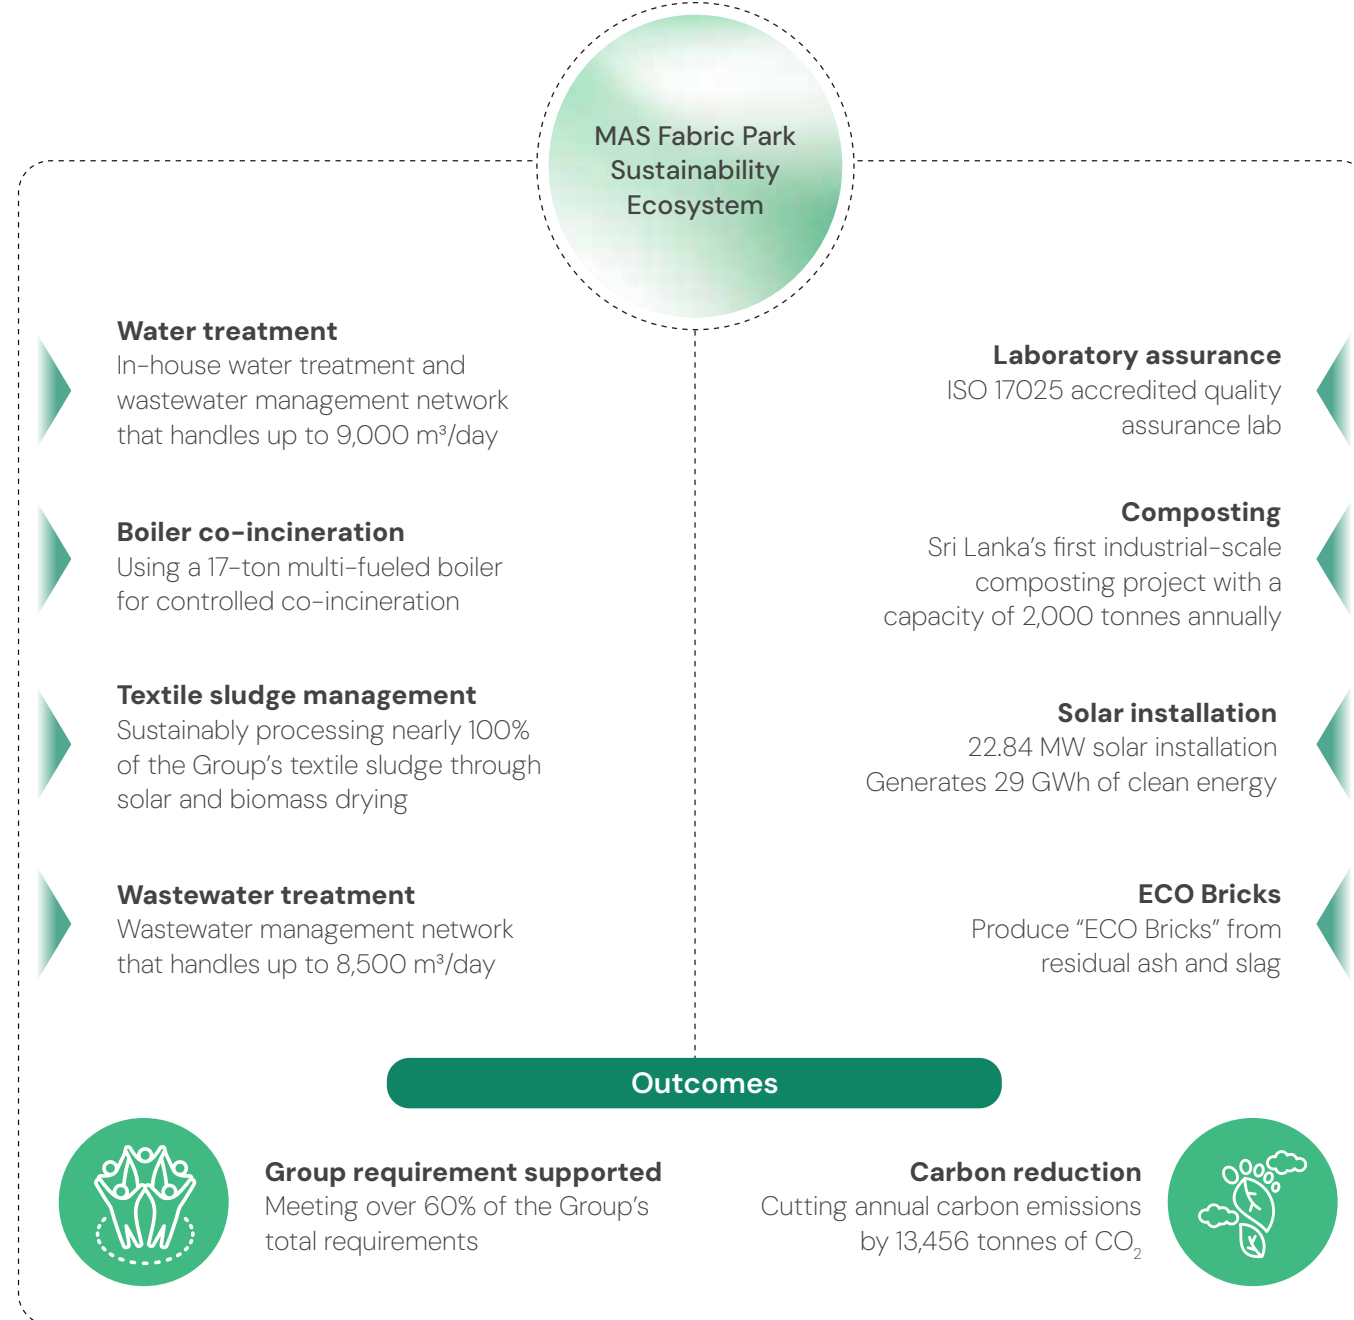 MAS Fabric Park
Sustainability
Ecosystem
Water treatment
In-house water treatment and
wastewater management network
that handles up to 9,000 m³/day
Boiler co-incineration
Using a 17-ton multi-fueled boiler
for controlled co-incineration
Textile sludge management
Sustainably processing nearly 100%
of the Group’s textile sludge through
solar and biomass drying
Wastewater treatment
Wastewater management network
that handles up to 8,500 m³/day
Laboratory assurance
ISO 17025 accredited quality
assurance lab
Composting
Sri Lanka’s first industrial-scale
composting project with a
capacity of 2,000 tonnes annually
Solar installation
22.84 MW solar installation
Generates 29 GWh of clean energy
ECO Bricks
Produce “ECO Bricks” from
residual ash and slag
Outcomes
Group requirement supported
Meeting over 60% of the Group’s
total requirements
Carbon reduction
Cutting annual carbon emissions
by 13,456 tonnes of CO₂